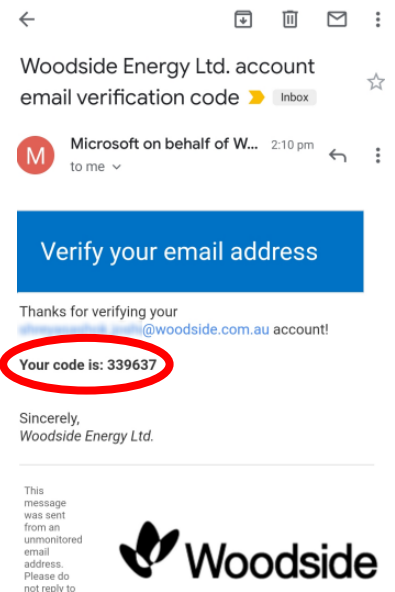 Woodside Energy Ltd. account
email verification code Inbox
M
Microsoft on behalf of W... 2:10 pm
to me
Verify your email address
Thanks for verifying your
@woodside.com.au account!
Your code is: 339637
Sincerely,
Woodside Energy Ltd.
This
message
was sent
from an
unmonitored
email
address.
Please do
not reply to
Woodside